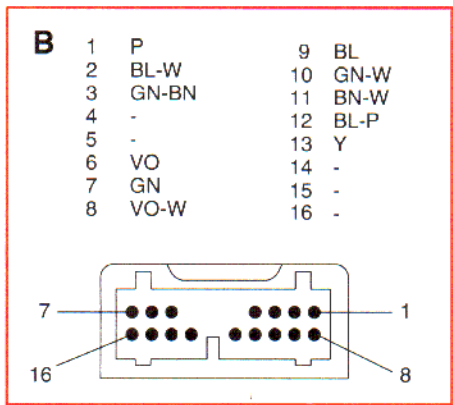 B
1 P
2 BL-W
3 GN-BN
4 -
5 -
6 VO
7 GN
8 VO-W
9 BL
10 GN-W
11 BN-W
12 BL-P
13 Y
14 -
15 -
16 -
7
1
16
8